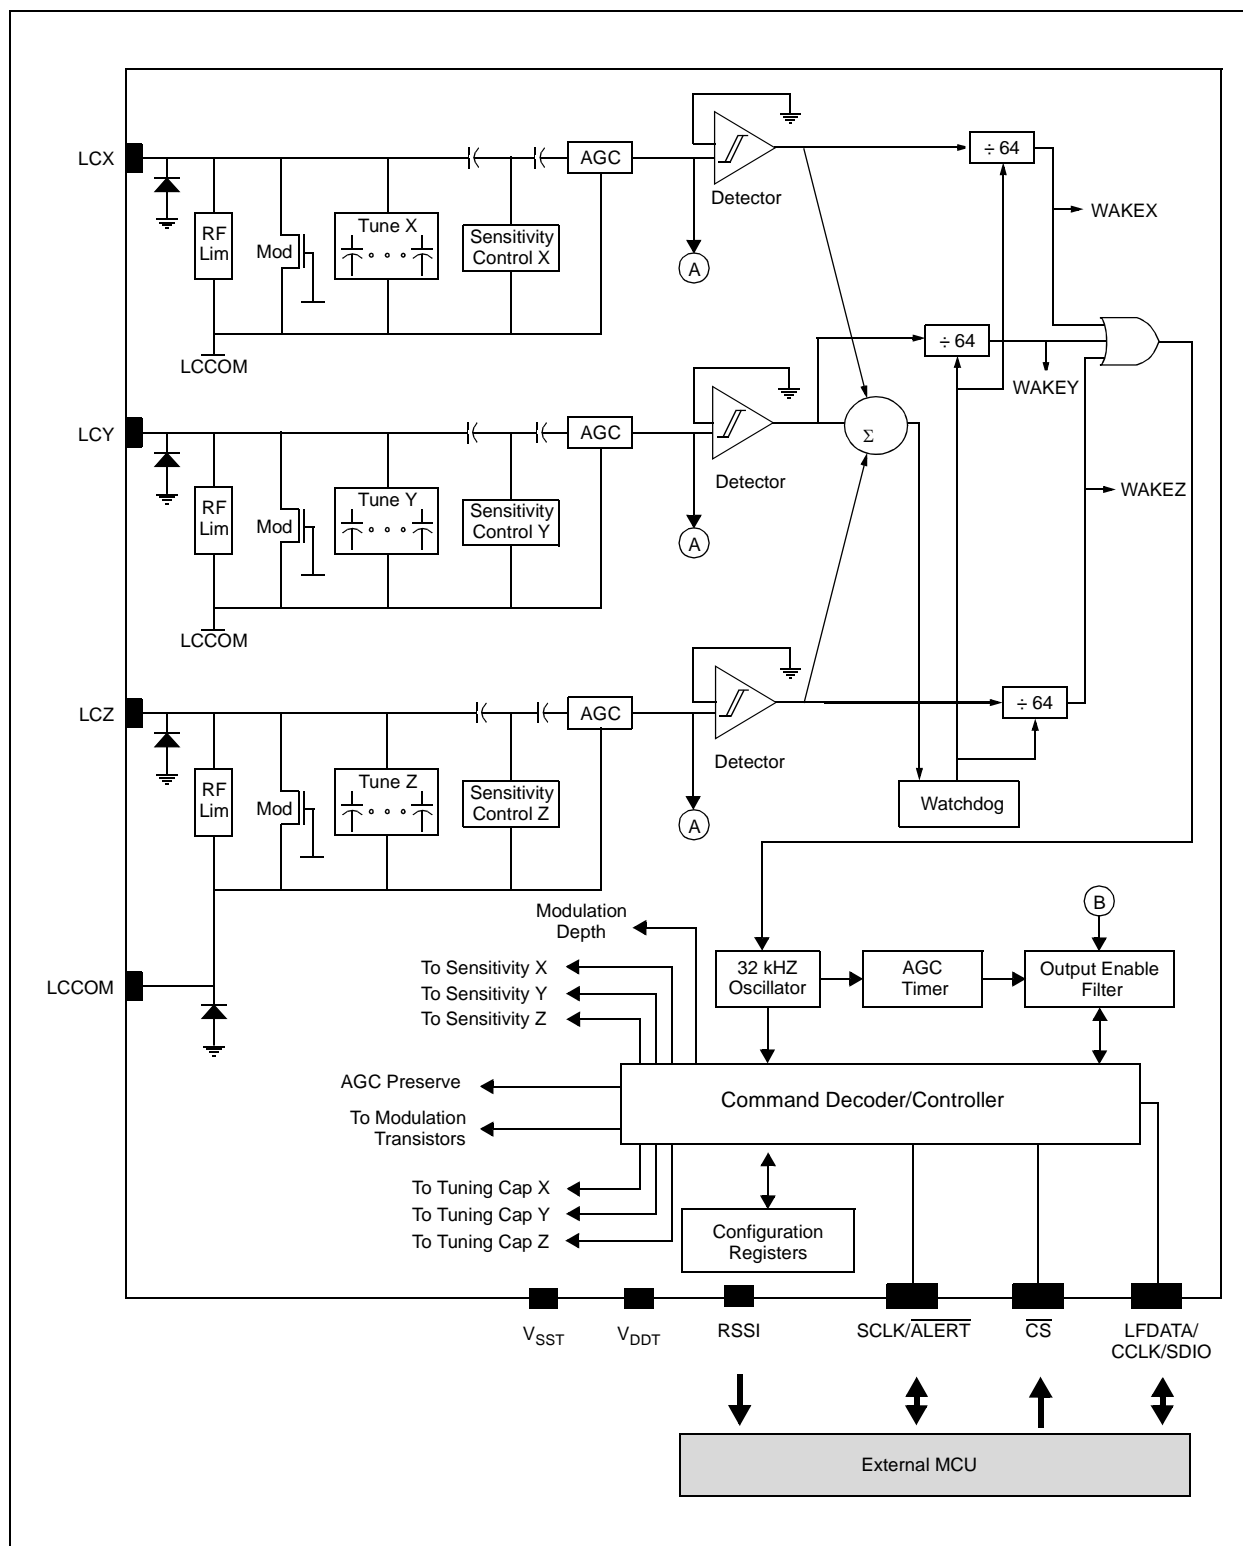 LCX
AGC
÷ 64
Detector
WAKEX
RF
Lim
Mod
Tune X
Sensitivity
Control X
A
LCCOM
÷ 64
WAKEY
LCY
AGC
Σ
Detector
WAKEZ
RF
Lim
Mod
Tune Y
Sensitivity
Control Y
A
LCCOM
LCZ
AGC
÷ 64
Detector
RF
Lim
Mod
Tune Z
Sensitivity
Control Z
A
Watchdog
Modulation
Depth
B
LCCOM
To Sensitivity X
To Sensitivity Y
To Sensitivity Z
32 kHZ
Oscillator
AGC
Timer
Output Enable
Filter
AGC Preserve
To Modulation
Transistors
Command Decoder/Controller
To Tuning Cap X
To Tuning Cap Y
To Tuning Cap Z
Configuration
Registers
VSST
VDDT
RSSI
SCLK/ALERT
CS
LFDATA/
CCLK/SDIO
External MCU